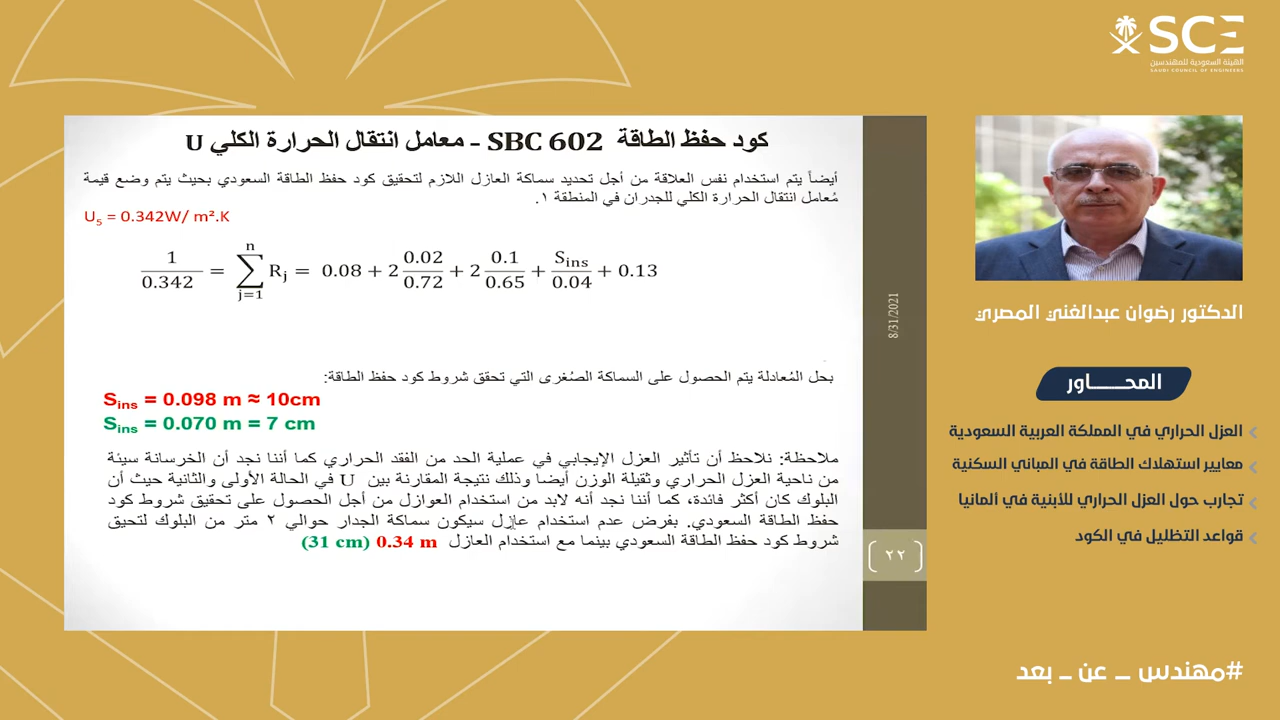 SCE
الهيئة السعودية للمهندسين
SAUDI COUNCIL OF ENGINEERS
كود حفظ الطاقة SBC 602 – معامل انتقال الحرارة الكلي U
أيضاً يتم استخدام نفس العلاقة من أجل تحديد سماكة العازل اللازم لتحقيق كود حفظ الطاقة السعودي بحيث يتم وضع قيمة
مُعامل انتقال الحرارة الكلي للجدران في المنطقة ١.
U₅ = 0.342W/ m².K
1/0.342 = ∑_{j=1}^{n} Rⱼ = 0.08 + 2 0.02/0.72 + 2 0.1/0.65 + S_ins/0.04 + 0.13
بحل المُعادلة يتم الحصول على السماكة الصُغرى التي تحقق شروط كود حفظ الطاقة:
S_ins = 0.098 m ≈ 10cm
S_ins = 0.070 m = 7 cm
ملاحظة: نلاحظ أن تأثير العزل الإيجابي في عملية الحد من الفقد الحراري كما أننا نجد أن الخرسانة سيئة
من ناحية العزل الحراري وثقيلة الوزن أيضا وذلك نتيجة المقارنة بين U في الحالة الأولى والثانية حيث أن
البلوك كان أكثر فائدة، كما أننا نجد أنه لابد من استخدام العوازل من أجل الحصول على تحقيق شروط كود
حفظ الطاقة السعودي. بفرض عدم استخدام عازل سيكون سماكة الجدار حوالي ٢ متر من البلوك لتحيق
شروط كود حفظ الطاقة السعودي بينما مع استخدام العازل 0.34 m (31 cm)
8/31/2021
٢٢
الدكتور رضوان عبدالغني المصري
المحـــــاور
العزل الحراري في المملكة العربية السعودية
معايير استهلاك الطاقة في المباني السكنية
تجارب حول العزل الحراري للأبنية في ألمانيا
قواعد التظليل في الكود
#مهندس _ عن _ بعد